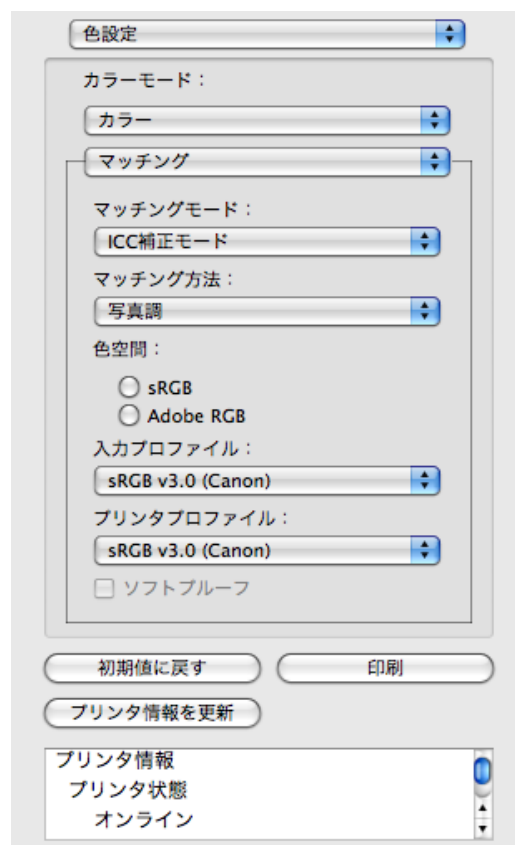 色設定
カラーモード：
カラー
マッチング
マッチングモード：
ICC補正モード
マッチング方法：
写真調
色空間：
sRGB
Adobe RGB
入力プロファイル：
sRGB v3.0 (Canon)
プリンタプロファイル：
sRGB v3.0 (Canon)
ソフトプルーフ
初期値に戻す 印刷
プリンタ情報を更新
プリンタ情報
プリンタ状態
オンライン